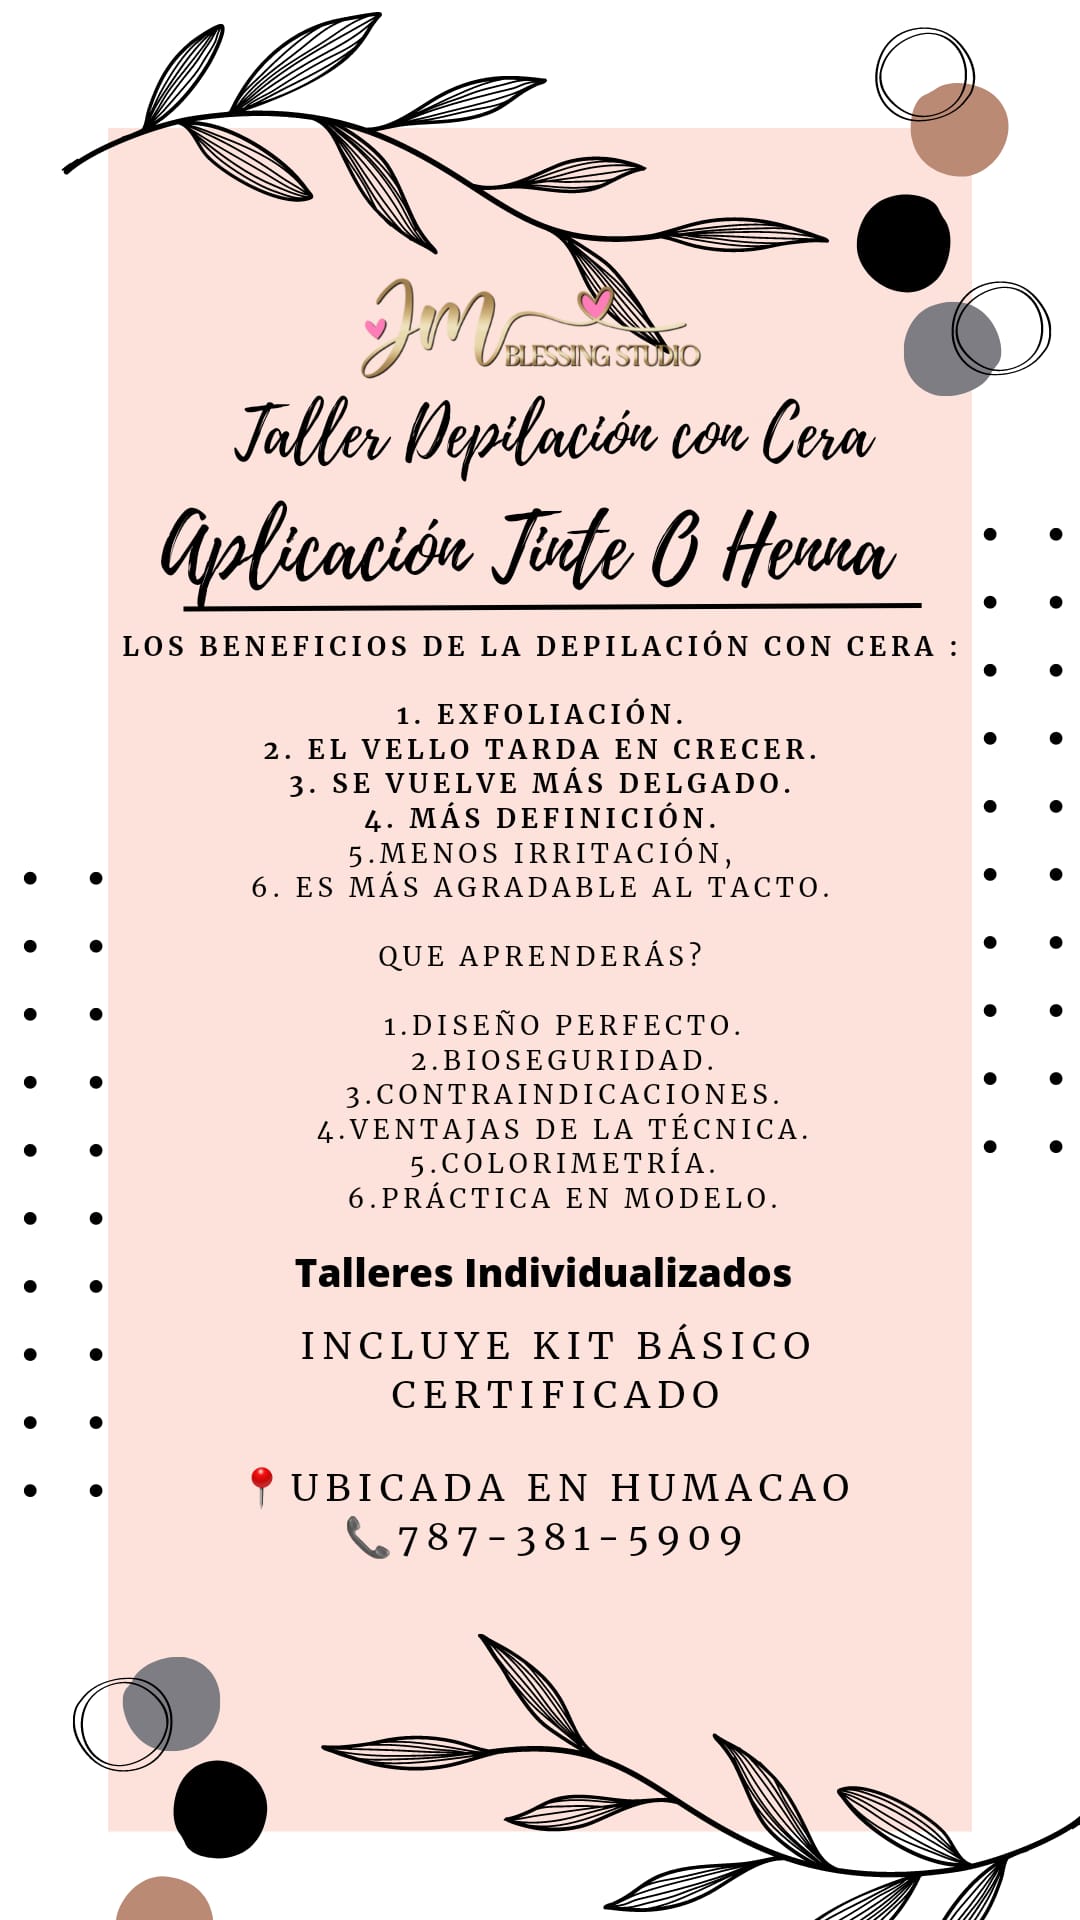 JM
BLESSING STUDIO
Taller Depilación con Cera
Aplicación Tinte O Henna
LOS BENEFICIOS DE LA DEPILACIÓN CON CERA :
1. EXFOLIACIÓN.
2. EL VELLO TARDA EN CRECER.
3. SE VUELVE MÁS DELGADO.
4. MÁS DEFINICIÓN.
5.MENOS IRRITACIÓN,
6. ES MÁS AGRADABLE AL TACTO.
QUE APRENDERÁS?
1.DISEÑO PERFECTO.
2.BIOSEGURIDAD.
3.CONTRAINDICACIONES.
4.VENTAJAS DE LA TÉCNICA.
5.COLORIMETRÍA.
6.PRÁCTICA EN MODELO.
Talleres Individualizados
INCLUYE KIT BÁSICO
CERTIFICADO
📍UBICADA EN HUMACAO
📞787-381-5909